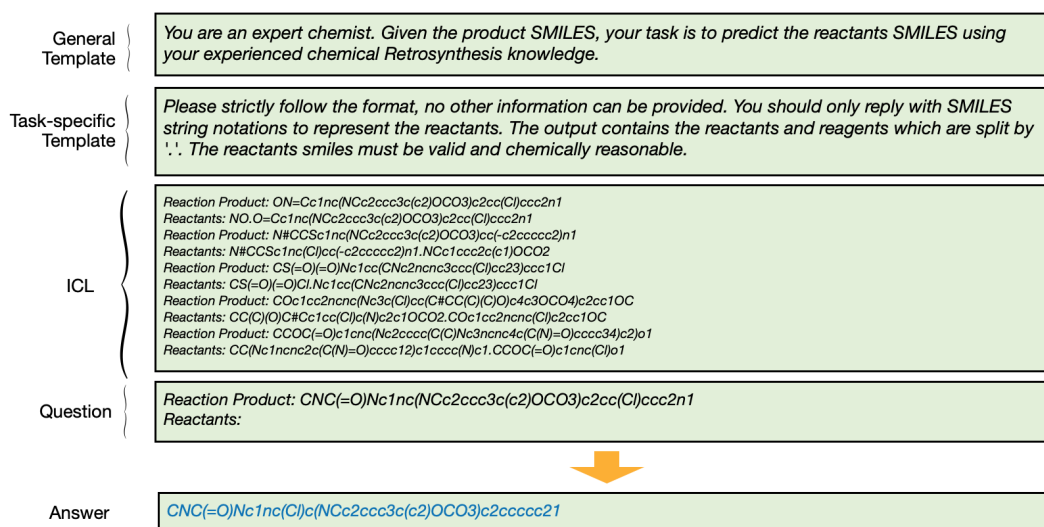 General
Template
You are an expert chemist. Given the product SMILES, your task is to predict the reactants SMILES using
your experienced chemical Retrosynthesis knowledge.
Task-specific
Template
Please strictly follow the format, no other information can be provided. You should only reply with SMILES
string notations to represent the reactants. The output contains the reactants and reagents which are split by
'.'. The reactants smiles must be valid and chemically reasonable.
ICL
Reaction Product: ON=Cc1nc(NCc2ccc3c(c2)OCO3)c2cc(Cl)ccc2n1
Reactants: NO.O=Cc1nc(NCc2ccc3c(c2)OCO3)c2cc(Cl)ccc2n1
Reaction Product: N#CCSc1nc(NCc2ccc3c(c2)OCO3)cc(-c2ccccc2)n1
Reactants: N#CCSc1nc(Cl)cc(-c2ccccc2)n1.NCc1ccc2c(c1)OCO2
Reaction Product: CS(=O)(=O)Nc1cc(CNc2ncnc3ccc(Cl)cc23)ccc1Cl
Reactants: CS(=O)(=O)Cl.Nc1cc(CNc2ncnc3ccc(Cl)cc23)ccc1Cl
Reaction Product: COc1cc2ncnc(Nc3c(Cl)cc(C#CC(C)(C)O)c4c3OCO4)c2cc1OC
Reactants: CC(C)(O)C#Cc1cc(Cl)c(N)c2c1OCO2.COc1cc2ncnc(Cl)c2cc1OC
Reaction Product: CCOC(=O)c1cnc(Nc2cccc(C(C)Nc3ncnc4c(C(N)=O)cccc34)c2)o1
Reactants: CC(Nc1ncnc2c(C(N)=O)cccc12)c1cccc(N)c1.CCOC(=O)c1cnc(Cl)o1
Question
Reaction Product: CNC(=O)Nc1nc(NCc2ccc3c(c2)OCO3)c2cc(Cl)ccc2n1
Reactants:
Answer
CNC(=O)Nc1nc(Cl)c(NCc2ccc3c(c2)OCO3)c2ccccc21